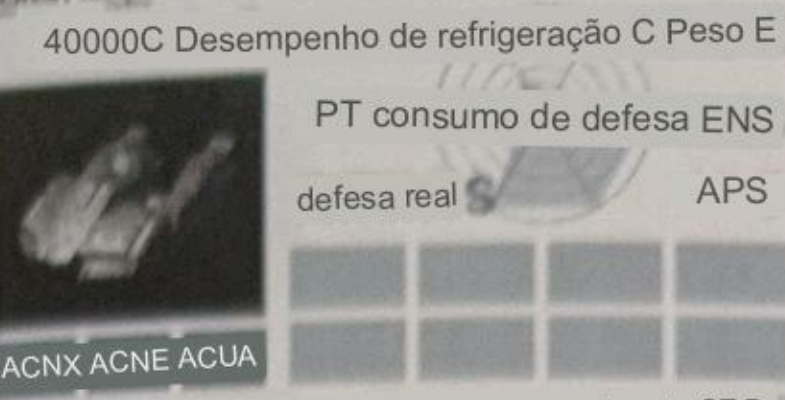 40000C Desempenho de refrigeração C Peso E
PT consumo de defesa ENS
defesa real S
APS
ACNX ACNE ACUA